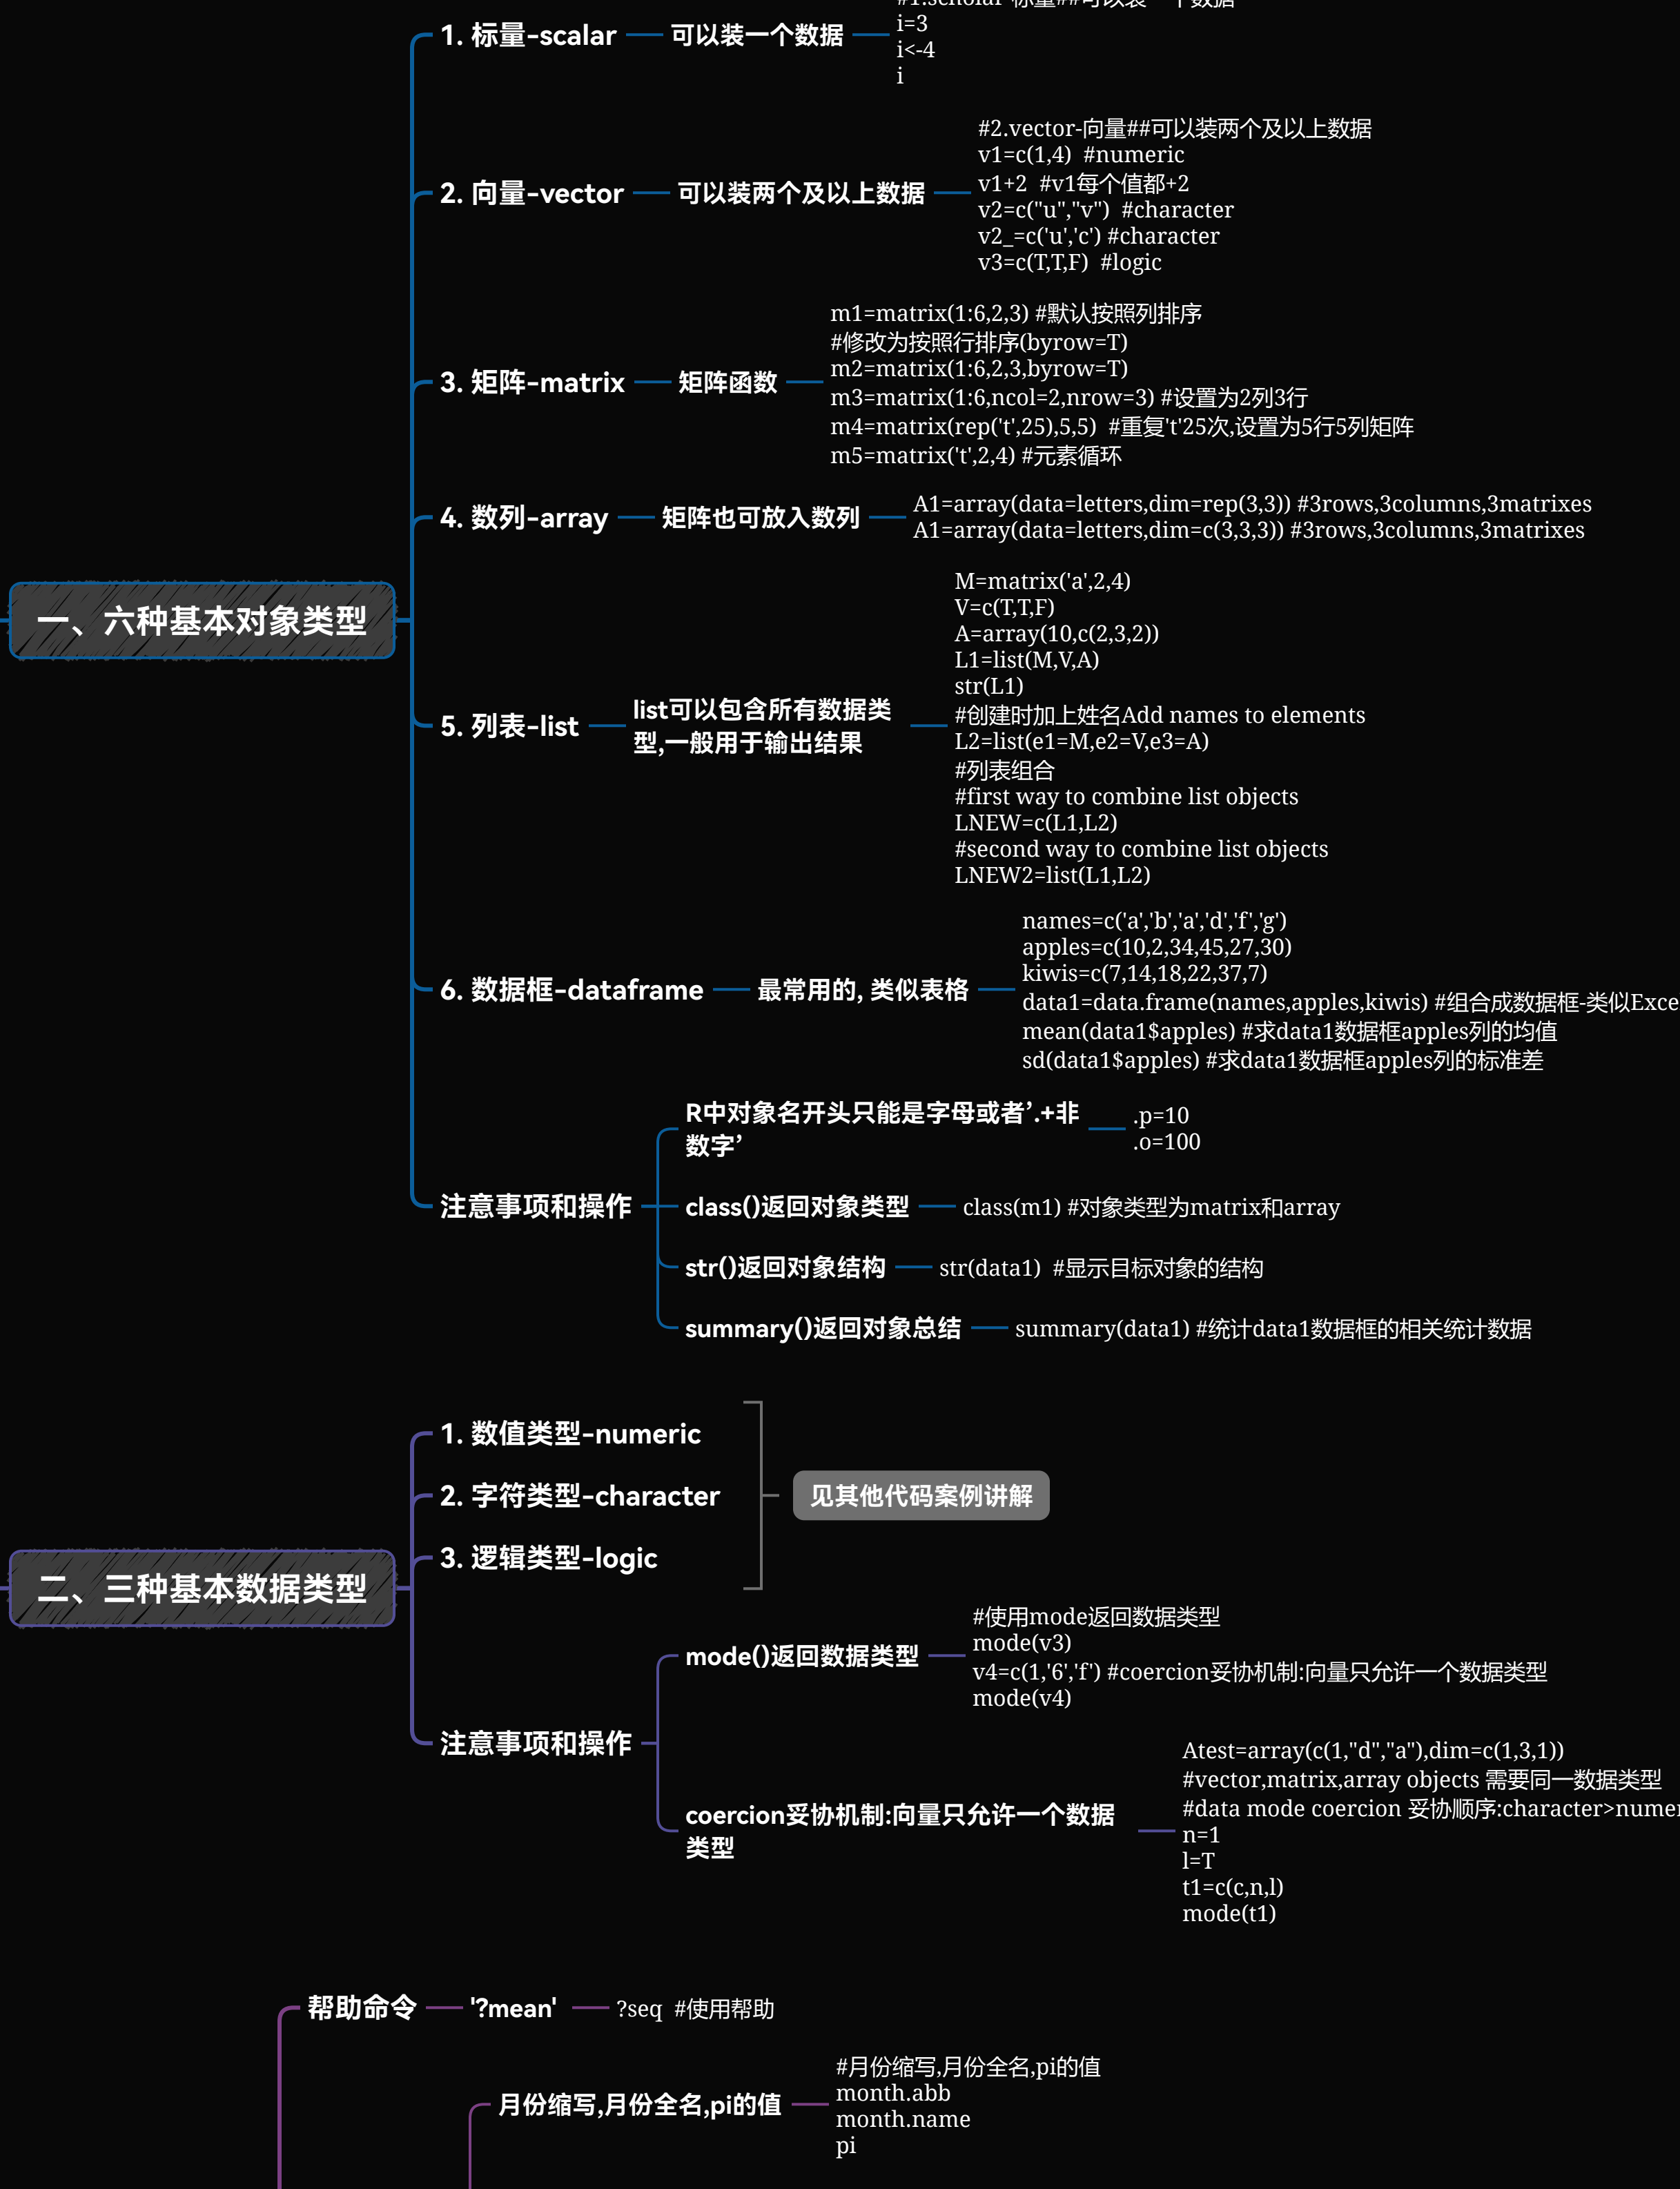 一、六种基本对象类型
1. 标量-scalar
可以装一个数据
i=3
i<-4
i
2. 向量-vector
可以装两个及以上数据
#2.vector-向量##可以装两个及以上数据
v1=c(1,4)  #numeric
v1+2  #v1每个值都+2
v2=c("u","v")  #character
v2_=c('u','c') #character
v3=c(T,T,F)  #logic
3. 矩阵-matrix
矩阵函数
m1=matrix(1:6,2,3) #默认按照列排序
#修改为按照行排序(byrow=T)
m2=matrix(1:6,2,3,byrow=T)
m3=matrix(1:6,ncol=2,nrow=3) #设置为2列3行
m4=matrix(rep('t',25),5,5)  #重复't'25次,设置为5行5列矩阵
m5=matrix('t',2,4) #元素循环
4. 数列-array
矩阵也可放入数列
A1=array(data=letters,dim=rep(3,3)) #3rows,3columns,3matrixes
A1=array(data=letters,dim=c(3,3,3)) #3rows,3columns,3matrixes
5. 列表-list
list可以包含所有数据类
型,一般用于输出结果
M=matrix('a',2,4)
V=c(T,T,F)
A=array(10,c(2,3,2))
L1=list(M,V,A)
str(L1)
#创建时加上姓名Add names to elements
L2=list(e1=M,e2=V,e3=A)
#列表组合
#first way to combine list objects
LNEW=c(L1,L2)
#second way to combine list objects
LNEW2=list(L1,L2)
6. 数据框-dataframe
最常用的, 类似表格
names=c('a','b','a','d','f','g')
apples=c(10,2,34,45,27,30)
kiwis=c(7,14,18,22,37,7)
data1=data.frame(names,apples,kiwis) #组合成数据框-类似Exce
mean(data1$apples) #求data1数据框apples列的均值
sd(data1$apples) #求data1数据框apples列的标准差
注意事项和操作
R中对象名开头只能是字母或者’.+非
数字’
.p=10
.o=100
class()返回对象类型
class(m1) #对象类型为matrix和array
str()返回对象结构
str(data1)  #显示目标对象的结构
summary()返回对象总结
summary(data1) #统计data1数据框的相关统计数据
二、三种基本数据类型
1. 数值类型-numeric
2. 字符类型-character
3. 逻辑类型-logic
见其他代码案例讲解
注意事项和操作
mode()返回数据类型
#使用mode返回数据类型
mode(v3)
v4=c(1,'6','f') #coercion妥协机制:向量只允许一个数据类型
mode(v4)
coercion妥协机制:向量只允许一个数据
类型
Atest=array(c(1,"d","a"),dim=c(1,3,1))
#vector,matrix,array objects 需要同一数据类型
#data mode coercion 妥协顺序:character>numer
n=1
l=T
t1=c(c,n,l)
mode(t1)
帮助命令
'?mean'
?seq  #使用帮助
月份缩写,月份全名,pi的值
#月份缩写,月份全名,pi的值
month.abb
month.name
pi